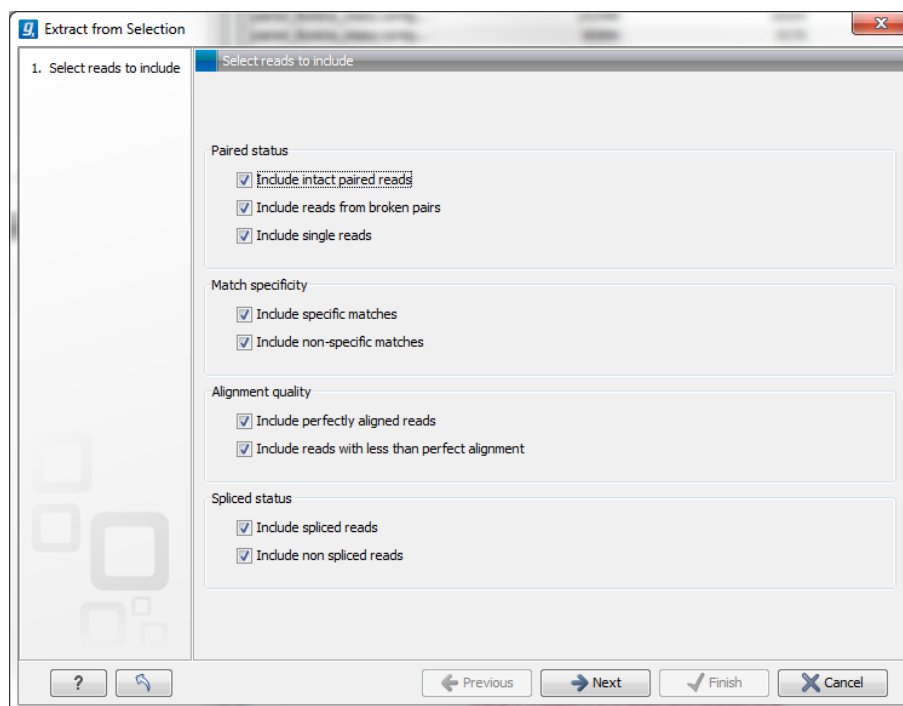 Extract from Selection
1. Select reads to include
Select reads to include
Paired status
Include intact paired reads
Include reads from broken pairs
Include single reads
Match specificity
Include specific matches
Include non-specific matches
Alignment quality
Include perfectly aligned reads
Include reads with less than perfect alignment
Spliced status
Include spliced reads
Include non spliced reads
?
Previous
Next
Finish
Cancel